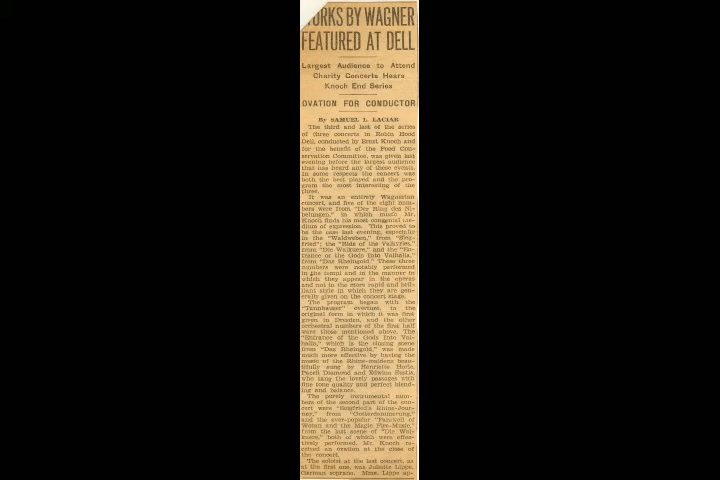 WORKS BY WAGNER
FEATURED AT DELL
Largest Audience to Attend
Charity Concerts Hears
Knoch End Series
OVATION FOR CONDUCTOR
By SAMUEL L. LACIAR
The third and last of the series
of three concerts in Robin Hood
Dell, conducted by Ernst Knoch and
for the benefit of the Food Con-
servation Committee, was given last
evening before the largest audience
that has heard any of these events.
In some respects the concert was
both the best played and the pro-
gram the most interesting of the
three.
It was an entirely Wagnerian
concert, and five of the eight num-
bers were from "Der Ring des Ni-
belungen," in which music Mr.
Knoch finds his most congenial me-
dium of expression. This proved to
be the case last evening, especially
in the "Waldweben," from "Sieg-
fried"; the "Ride of the Valkyries,"
from "Die Walkuere," and the "En-
trance of the Gods Into Valhalla,"
from "Das Rheingold." These three
numbers were notably performed
in the tempi and in the manner in
which they appear in the operas
and not in the more rapid and bril-
liant style in which they are gen-
erally given on the concert stage.
The program began with the
"Tannhauser" overture, in the
original form in which it was first
given in Dresden, and the other
orchestral numbers of the first half
were those mentioned above. The
"Entrance of the Gods Into Val-
halla," which is the closing scene
from "Das Rheingold," was made
much more effective by having the
music of the Rhine-maidens beau-
tifully sung by Henrietta Horle,
Pareli Diamond and Edwina Eustis,
who sang the lovely passages with
fine tone quality and perfect blend-
ing and balance.
The purely instrumental num-
bers of the second part of the con-
cert were "Siegfried's Rhine-Jour-
ney," from "Gotterdammerung,"
and the ever-popular "Farewell of
Wotan and the Magic Fire-Music,"
from the last scene of "Die Wal-
kuere," both of which were effec-
tively performed. Mr. Knoch re-
ceived an ovation at the close of
the concert.
The soloist at the last concert, as
at the first one, was Juliette Lippe,
German soprano. Mme. Lippe ap-